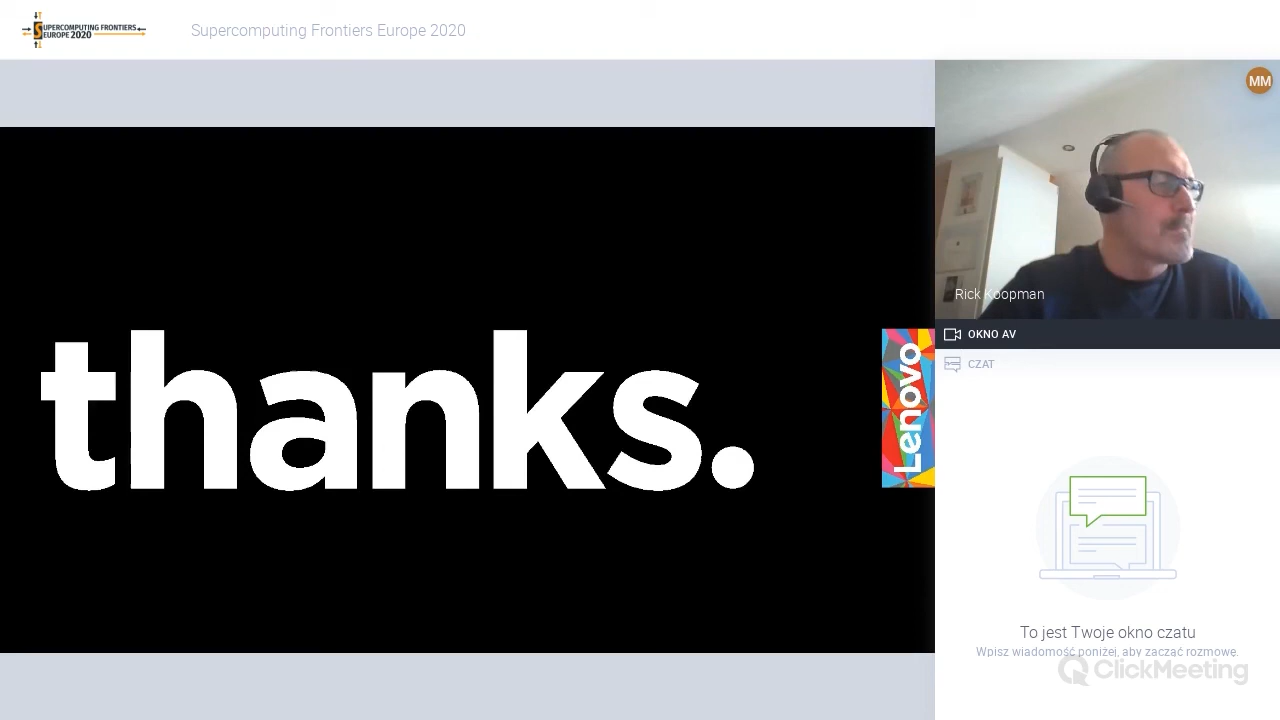 SUPERCOMPUTING FRONTIERS
EUROPE 2020
Supercomputing Frontiers Europe 2020
MM
thanks.
Lenovo
Rick Koopman
OKNO AV
CZAT
To jest Twoje okno czatu
Wpisz wiadomość poniżej, aby zacząć rozmowę.
ClickMeeting